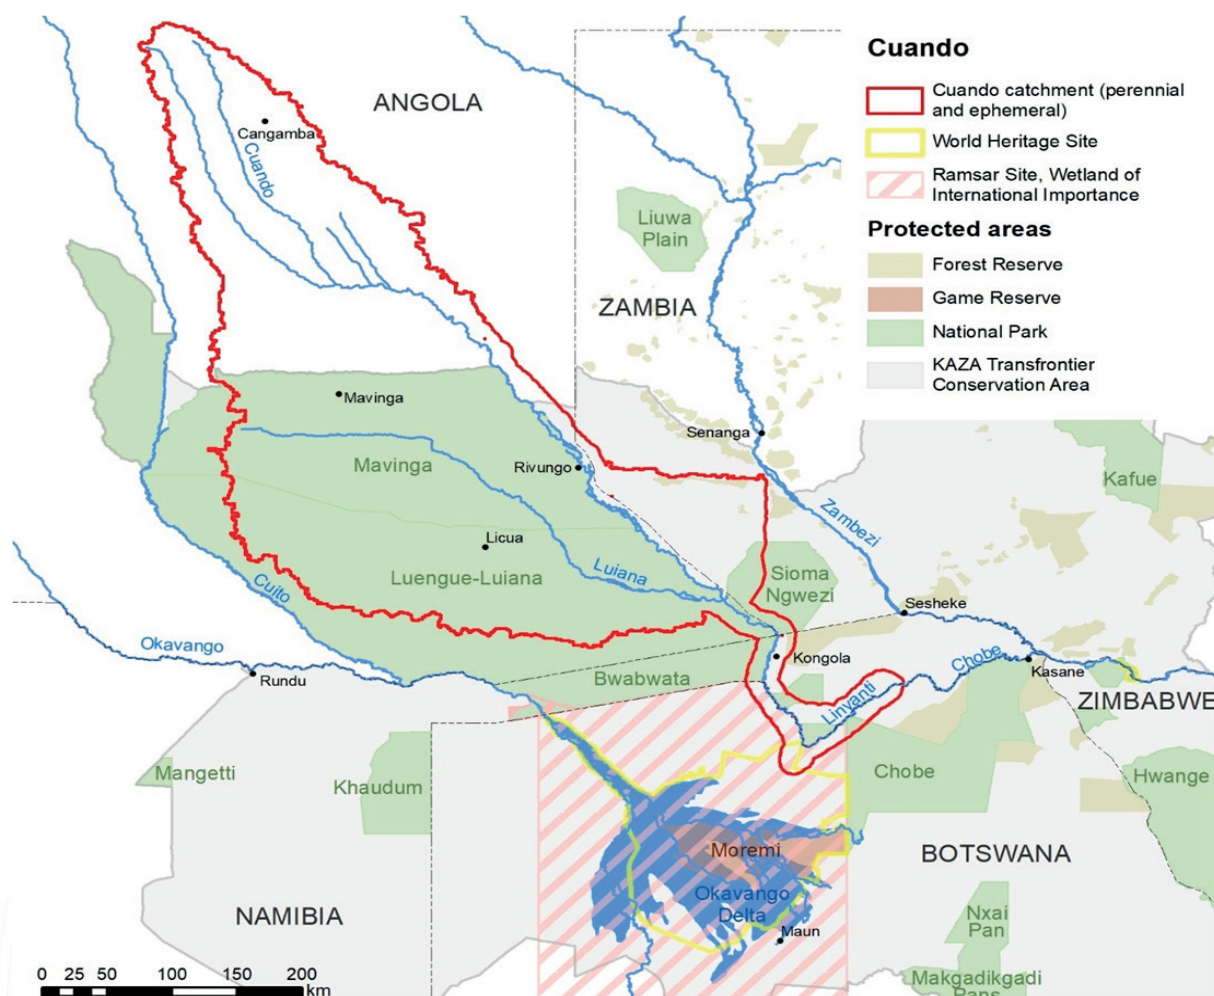 ANGOLA
Cangamba
Cuando
Liuwa
Plain
ZAMBIA
Cuando
Cuando catchment (perennial
and ephemeral)
World Heritage Site
Ramsar Site, Wetland of
International Importance
Protected areas
Forest Reserve
Game Reserve
National Park
KAZA Transfrontier
Conservation Area
Mavinga
Senanga
Mavinga
Rivungo
Kafue
Zambezi
Licua
Luengue-Luiana
Luiana
Sioma
Ngwezi
Cuito
Sesheke
Okavango
Rundu
Kongola
Chobe
Kasane
Bwabwata
Linyanti
ZIMBABWE
Mangetti
Khaudum
Chobe
Hwange
Moremi
BOTSWANA
Okavango
Delta
NAMIBIA
Maun
Nxai
Pan
Makgadikgadi
Pans
0 25 50 100 150 200
km